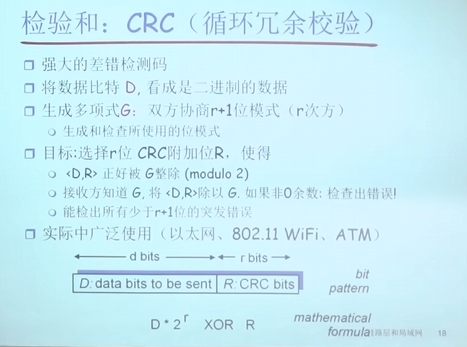 检验和：CRC（循环冗余校验）
强大的差错检测码
将数据比特 D, 看成是二进制的数据
生成多项式G：双方协商r+1位模式（r次方）
生成和检查所使用的位模式
目标:选择r位 CRC附加位R，使得
<D,R> 正好被 G整除 (modulo 2)
接收方知道 G, 将 <D,R>除以 G. 如果非0余数: 检查出错误!
能检出所有少于r+1位的突发错误
实际中广泛使用（以太网、802.11 WiFi、ATM）
d bits r bits
D: data bits to be sent R: CRC bits
bit
pattern
D * 2^r XOR R
mathematical
formula
路层和局域网 18